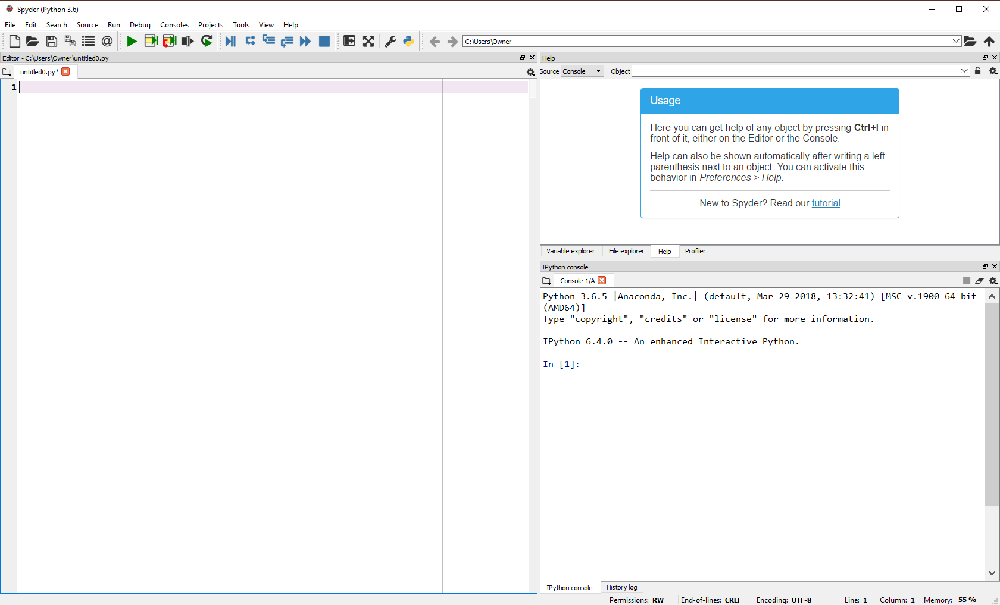 Spyder (Python 3.6)
File Edit Search Source Run Debug Consoles Projects Tools View Help
@ C:\Users\Owner
Editor - C:\Users\Owner\untitled0.py
untitled0.py*
1
Help
Source Console Object
Usage
Here you can get help of any object by pressing Ctrl+I in
front of it, either on the Editor or the Console.
Help can also be shown automatically after writing a left
parenthesis next to an object. You can activate this
behavior in Preferences > Help.
New to Spyder? Read our tutorial
Variable explorer File explorer Help Profiler
IPython console
Console 1/A
Python 3.6.5 |Anaconda, Inc.| (default, Mar 29 2018, 13:32:41) [MSC v.1900 64 bit
(AMD64)]
Type "copyright", "credits" or "license" for more information.
IPython 6.4.0 -- An enhanced Interactive Python.
In [1]:
IPython console History log
Permissions: RW End-of-lines: CRLF Encoding: UTF-8 Line: 1 Column: 1 Memory: 55 %